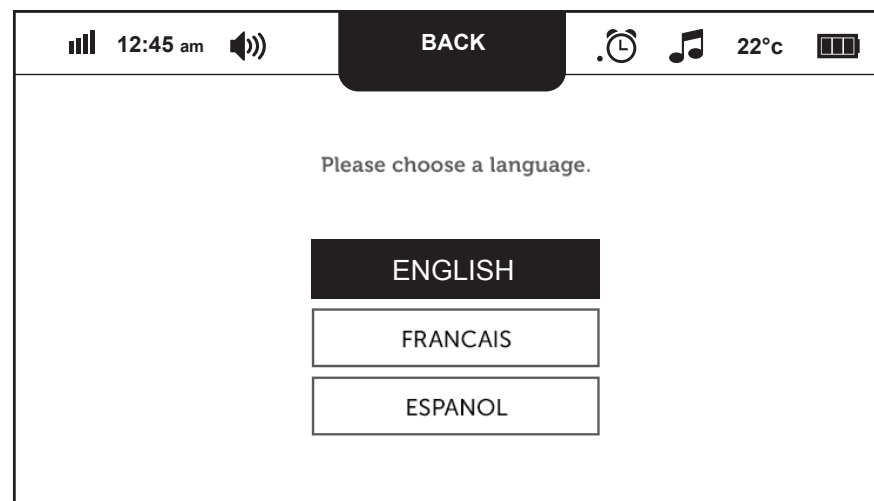 12:45 am BACK 22°c
Please choose a language.
ENGLISH
FRANCAIS
ESPANOL